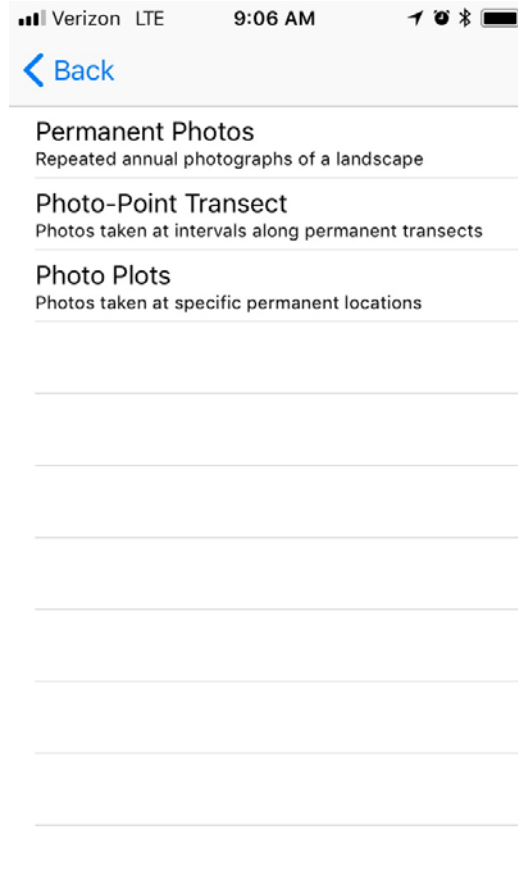 Verizon LTE 9:06 AM
Back
Permanent Photos
Repeated annual photographs of a landscape
Photo-Point Transect
Photos taken at intervals along permanent transects
Photo Plots
Photos taken at specific permanent locations